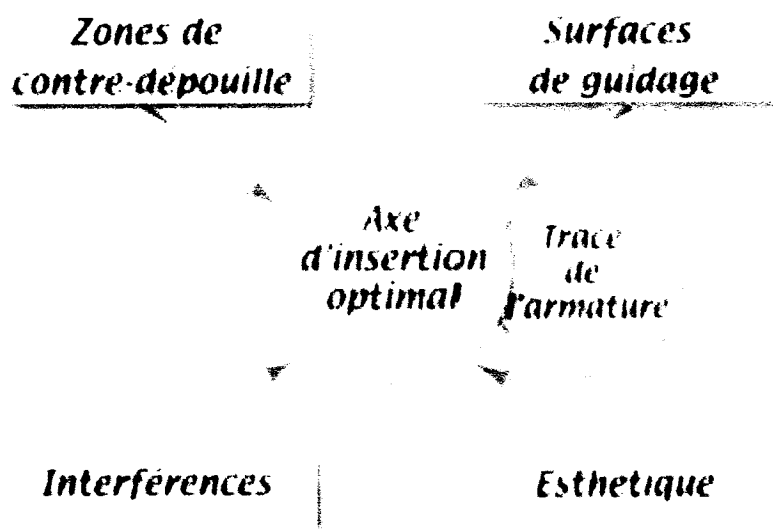 Zones de
contre-dépouille
Surfaces
de guidage
Axe
d'insertion
optimal
Tracé
de
l'armature
Interférences
Esthétique